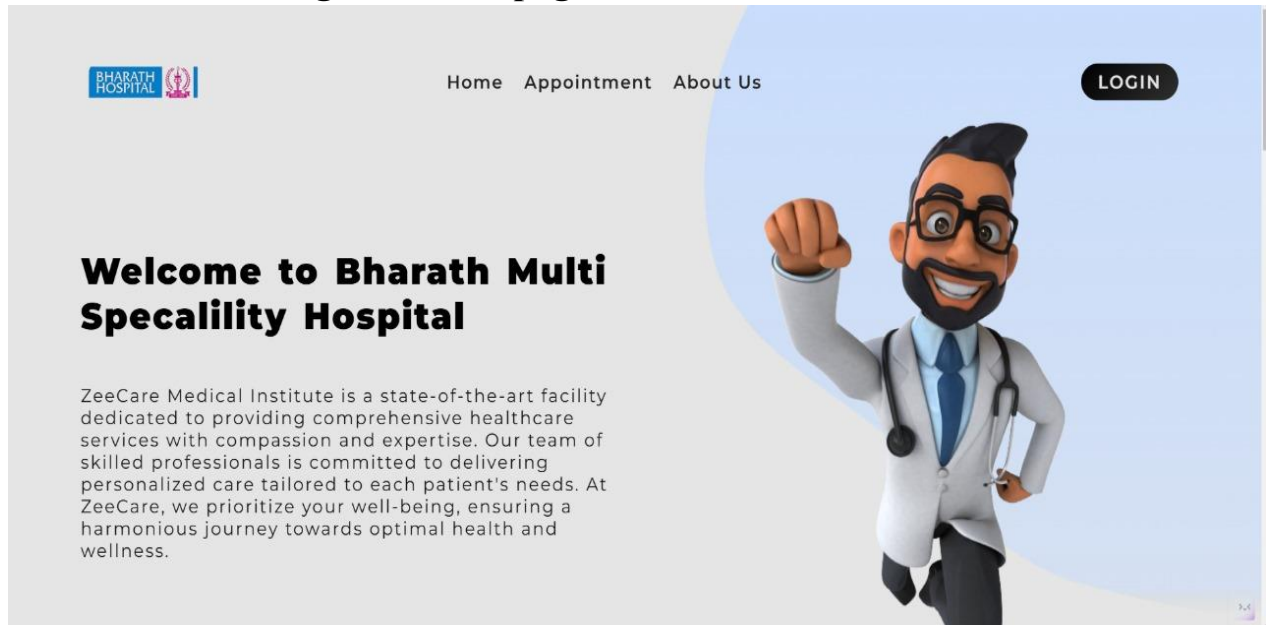 BHARATH
HOSPITAL
Home Appointment About Us
LOGIN
Welcome to Bharath Multi
Specalility Hospital
ZeeCare Medical Institute is a state-of-the-art facility
dedicated to providing comprehensive healthcare
services with compassion and expertise. Our team of
skilled professionals is committed to delivering
personalized care tailored to each patient's needs. At
ZeeCare, we prioritize your well-being, ensuring a
harmonious journey towards optimal health and
wellness.